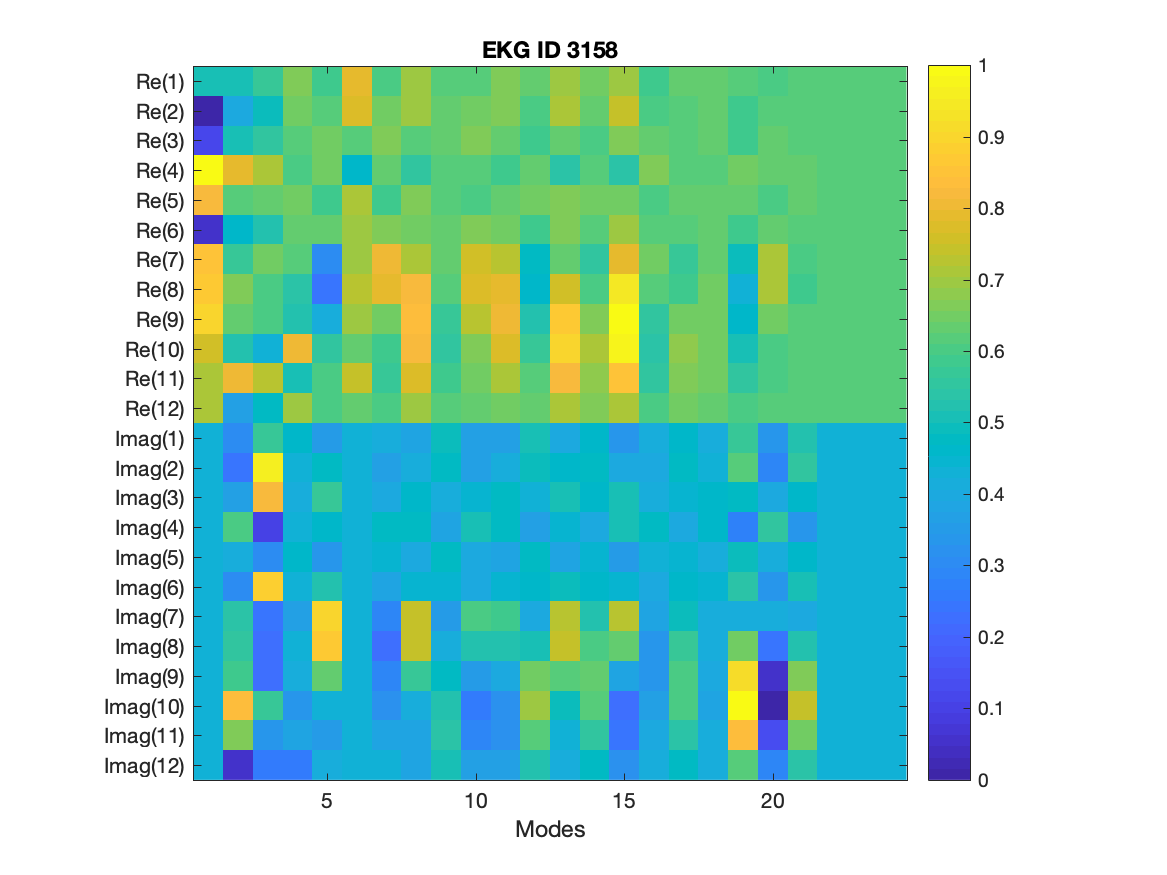 EKG ID 3158
Re(1)
Re(2)
Re(3)
Re(4)
Re(5)
Re(6)
Re(7)
Re(8)
Re(9)
Re(10)
Re(11)
Re(12)
Imag(1)
Imag(2)
Imag(3)
Imag(4)
Imag(5)
Imag(6)
Imag(7)
Imag(8)
Imag(9)
Imag(10)
Imag(11)
Imag(12)
5 10 15 20
Modes
1
0.9
0.8
0.7
0.6
0.5
0.4
0.3
0.2
0.1
0